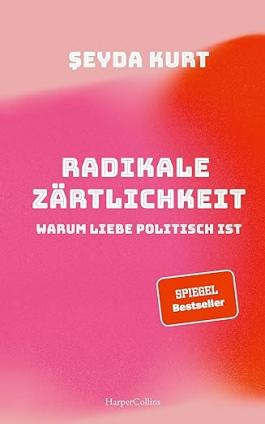 ŞEYDA KURT
RADIKALE
ZÄRTLICHKEIT
WARUM LIEBE POLITISCH IST
SPIEGEL
Bestseller
HarperCollins